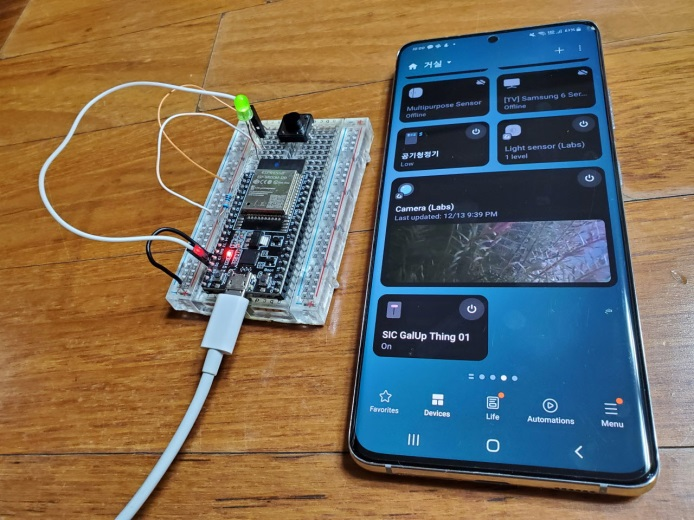 거실
Multipurpose Sensor
Offline
[TV] Samsung 6 Ser...
Offline
공기청정기
Low
Light sensor (Labs)
1 level
Camera (Labs)
Last updated: 12/13 9:39 PM
SIC GalUp Thing 01
On
Favorites
Devices
Life
Automations
Menu